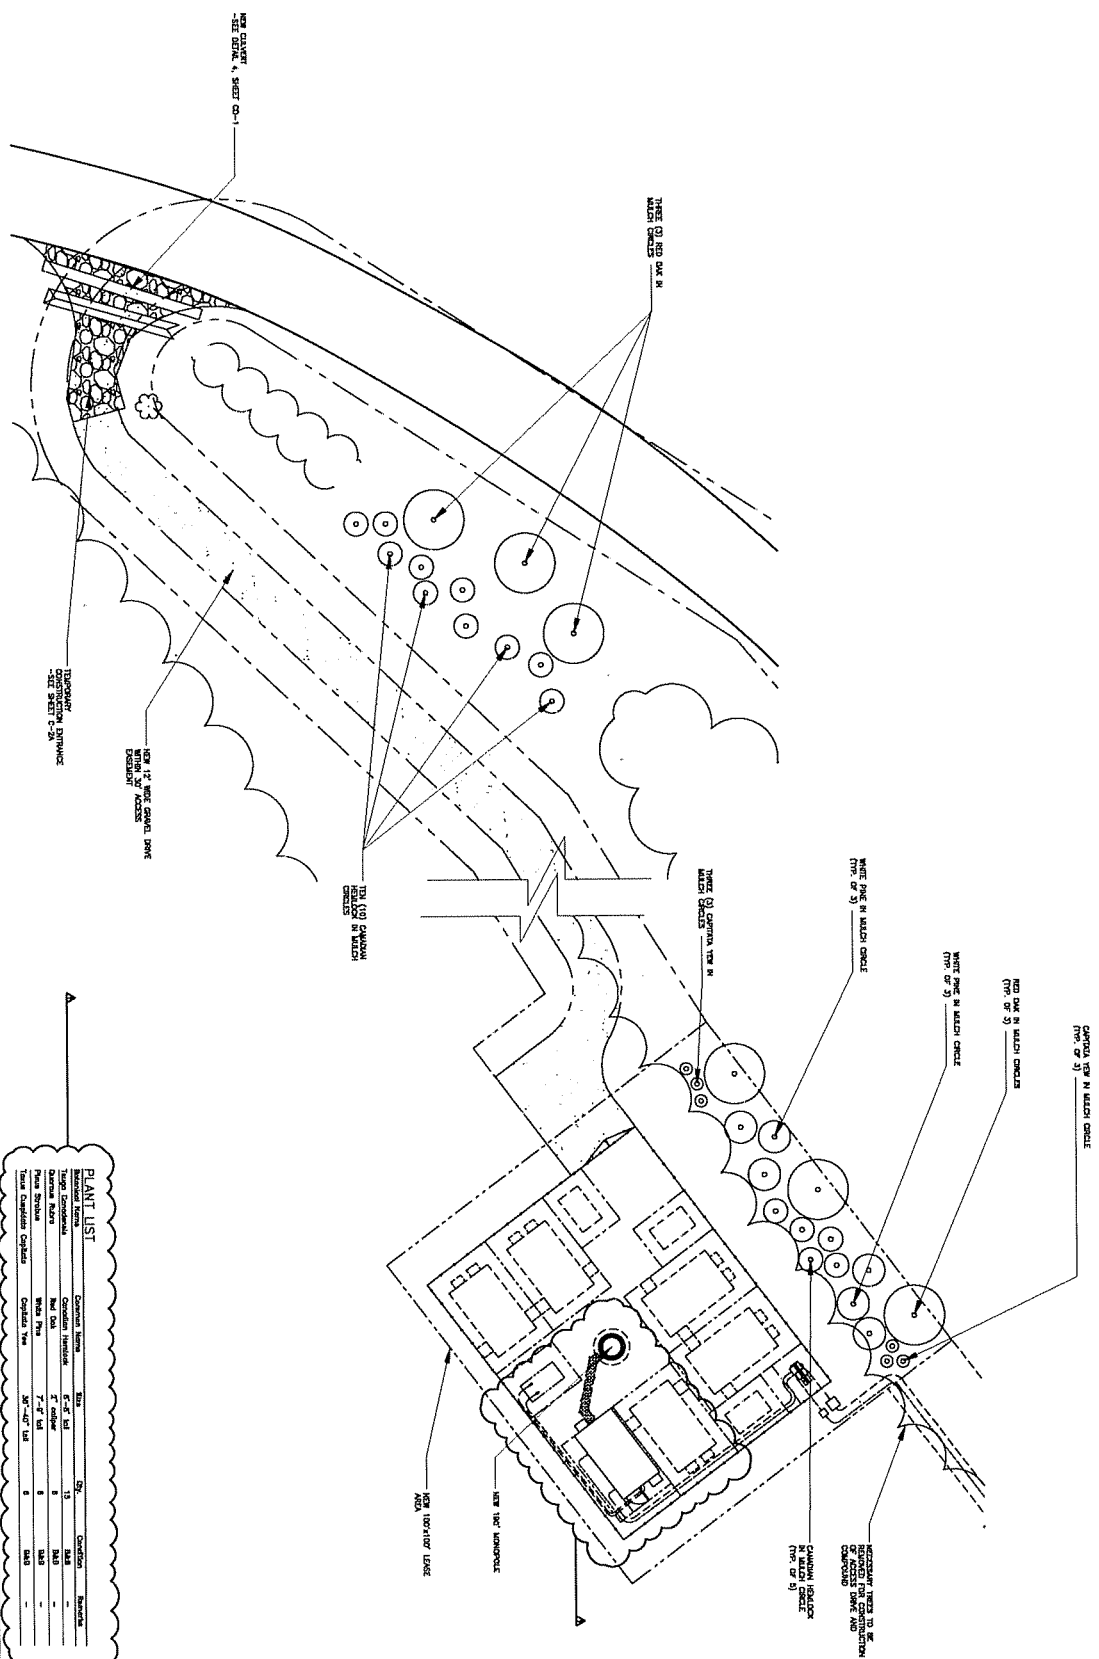 NEW CULVERT
-SEE DETAIL 4, SHEET CD-1
THREE (3) RED OAK IN
MULCH CIRCLES
TEMPORARY
CONSTRUCTION ENTRANCE
-SEE SHEET C-2A
NEW 12' WIDE GRAVEL DRIVE
WITHIN 30' ACCESS
EASEMENT
TEN (10) CANADIAN
HEMLOCK IN MULCH
CIRCLES
THREE (3) CAPITATA YEW IN
MULCH CIRCLES
WHITE PINE IN MULCH CIRCLE
(TYP. OF 3)
WHITE PINE IN MULCH CIRCLE
(TYP. OF 3)
RED OAK IN MULCH CIRCLES
(TYP. OF 3)
CAPITATA YEW IN MULCH CIRCLE
(TYP. OF 3)
NECESSARY TREES TO BE
REMOVED FOR CONSTRUCTION
OF ACCESS DRIVE AND
COMPOUND
CANADIAN HEMLOCK
IN MULCH CIRCLE
(TYP. OF 5)
NEW 190' MONOPOLE
NEW 100'x100' LEASE
AREA
PLANT LIST
Botanical Name Common Name Size Qty. Condition Remarks
Tsuga Canadensis Canadian Hemlock tall 15 B&B -
Quercus Rubra Red Oak 2" caliper 6 B&B -
Pinus Strobus White Pine tall 6 B&B -
Taxus Cuspidata Capitata Capitata Yew 36"-40" tall 6 B&B -